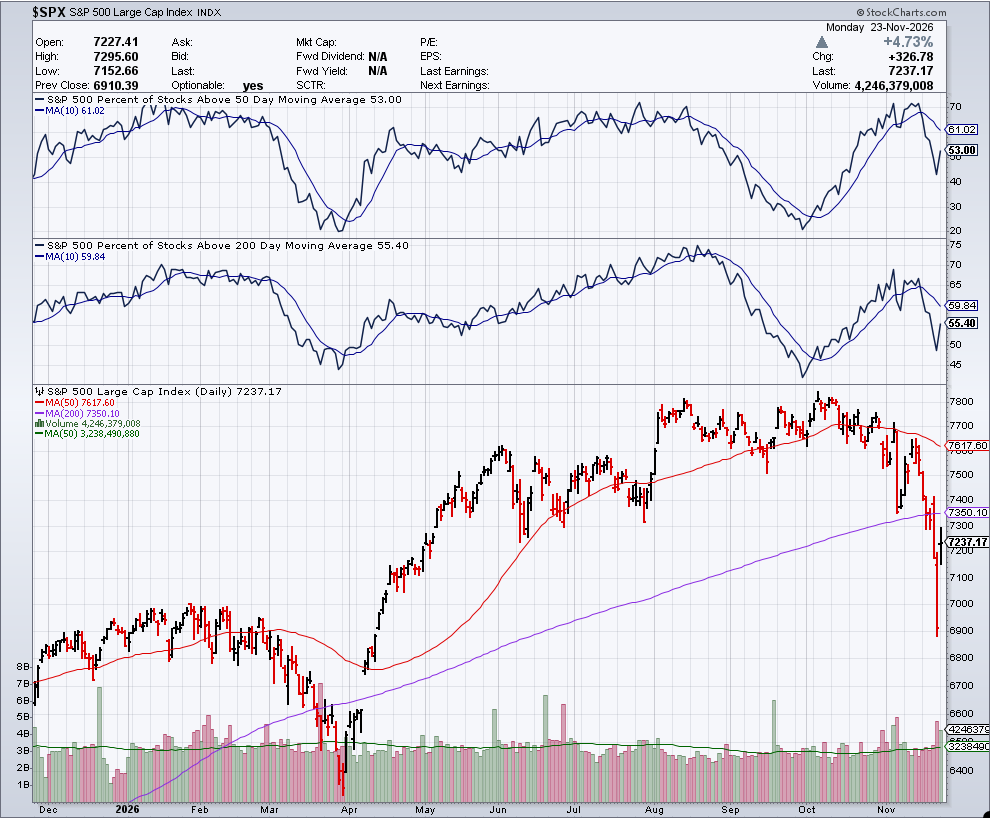 $SPX S&P 500 Large Cap Index INDX
© StockCharts.com
Monday 23-Nov-2026
Open: 7227.41 Ask: Mkt Cap: P/E: +4.73%
High: 7295.60 Bid: Fwd Dividend: N/A EPS: Chg: +326.78
Low: 7152.66 Last: Fwd Yield: N/A Last Earnings: Last: 7237.17
Prev Close: 6910.39 Optionable: yes SCTR: Next Earnings: Volume: 4,246,379,008
S&P 500 Percent of Stocks Above 50 Day Moving Average 53.00
MA(10) 61.02
70
61.02
53.00
50
40
30
20
S&P 500 Percent of Stocks Above 200 Day Moving Average 55.40
MA(10) 59.84
75
70
65
59.84
55.40
50
45
S&P 500 Large Cap Index (Daily) 7237.17
MA(50) 7617.60
MA(200) 7350.10
Volume 4,246,379,008
MA(50) 3,238,490,880
7800
7700
7617.60
7500
7400
7350.10
7300
7237.17
7200
7100
7000
6900
6800
6700
6600
4246379
3238490
6400
8B
7B
6B
5B
4B
3B
2B
1B
Dec 2026 Feb Mar Apr May Jun Jul Aug Sep Oct Nov